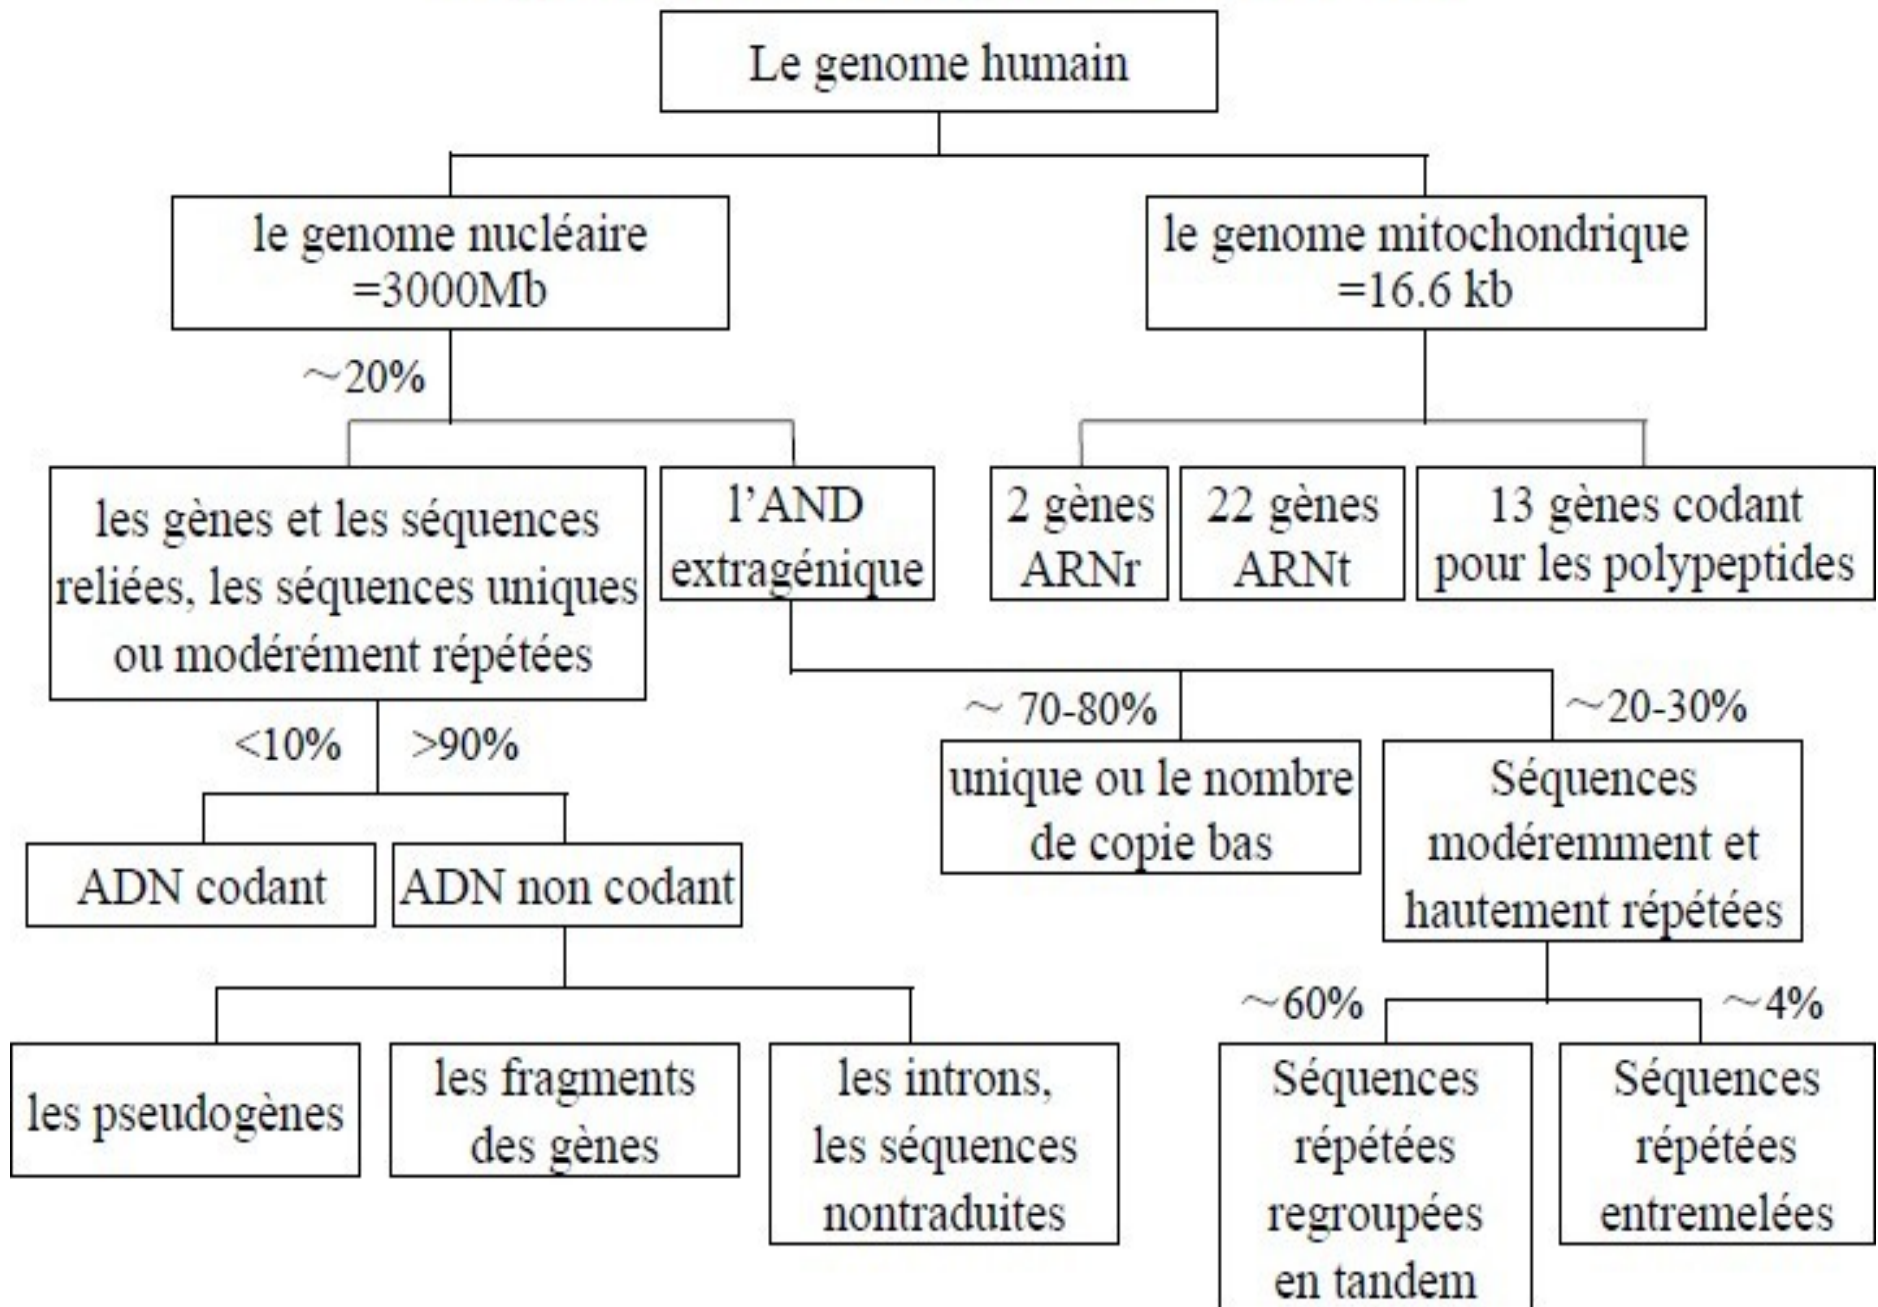 Le genome humain
le genome nucléaire
=3000Mb
le genome mitochondrique
=16.6 kb
～20%
les gènes et les séquences
reliées, les séquences uniques
ou modérément répétées
l’AND
extragénique
2 gènes
ARNr
22 gènes
ARNt
13 gènes codant
pour les polypeptides
<10%
>90%
～ 70-80%
～20-30%
unique ou le nombre
de copie bas
Séquences
modéremment et
hautement répétées
ADN codant
ADN non codant
～60%
～4%
les pseudogènes
les fragments
des gènes
les introns,
les séquences
nontraduites
Séquences
répétées
regroupées
en tandem
Séquences
répétées
entremelées